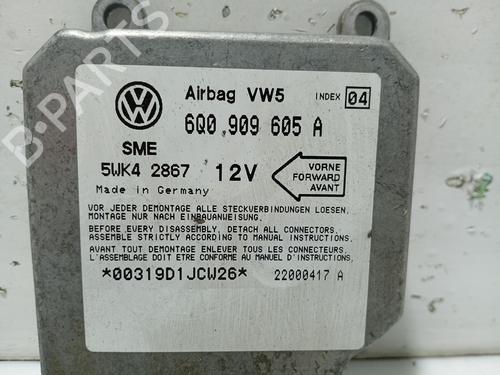 B-PARTS
Airbag VW5 INDEX 04
6Q0 909 605 A
SME
5WK4 2867 12V VORNE
FORWARD
AVANT
Made in Germany
VOR JEDER DEMONTAGE ALLE STECKVERBINDUNGEN LOESEN.
MONTAGE NUR NACH EINBAUANWEISUNG.
BEFORE EVERY DISASSEMBLY, DETACH ALL CONNECTORS.
ASSEMBLE STRICTLY ACCORDING TO MANUAL INSTRUCTIONS.
AVANT TOUT DEMONTAGE ENLEVER TOUS LES CONNECTEURS.
L'ASSEMBLAGE DOIT ETRE CONFORME AU MANUEL D'INSTRUCTIONS
*00319D1JCW26* 22000417 A